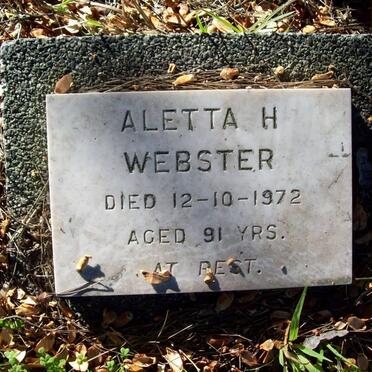 ALETTA H
WEBSTER
DIED 12-10-1972
AGED 91 YRS.
AT REST.